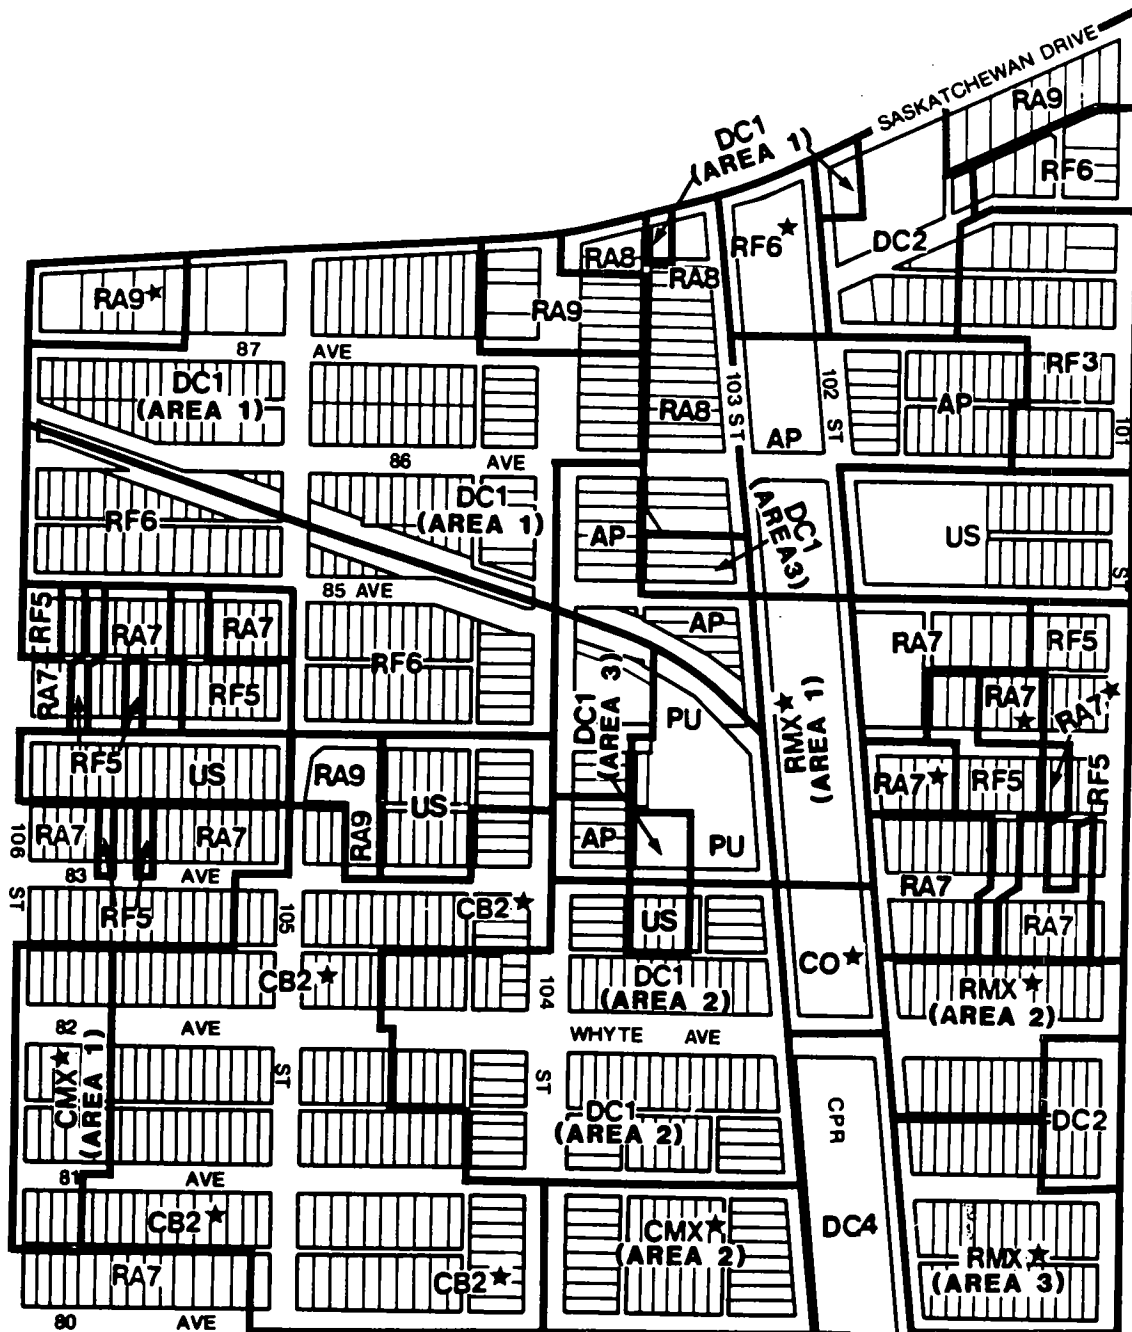 SASKATCHEWAN DRIVE
RA9
DC1
(AREA 1)
RF6
RF6★
DC2
RA8
RA8
RA9★
RA9
87 AVE
RF3
DC1
(AREA 1)
103 ST
102 ST
101 ST
RA8
AP
AP
86 AVE
DC1
(AREA 1)
DC1
(AREA 3)
RF6
AP
US
85 AVE
RF5
RA7
RA7
AP
RA7
RF5
RF6
RA7
RF5
DC1
(AREA 3)
PU
RMX★
(AREA 1)
RA7
★
RA7★
RF5
US
RA9
US
RA7★
RF5
RF5
106 ST
RA7
RA7
RA9
AP
PU
83 AVE
RA7
RF5
105 ST
CB2★
US
RA7
CB2★
104 ST
DC1
(AREA 2)
CO★
RMX★
(AREA 2)
82 AVE
WHYTE AVE
CMX★
(AREA 1)
DC1
(AREA 2)
CPR
DC2
81 AVE
CB2★
CMX★
(AREA 2)
DC4
RMX★
(AREA 3)
RA7
CB2★
80 AVE